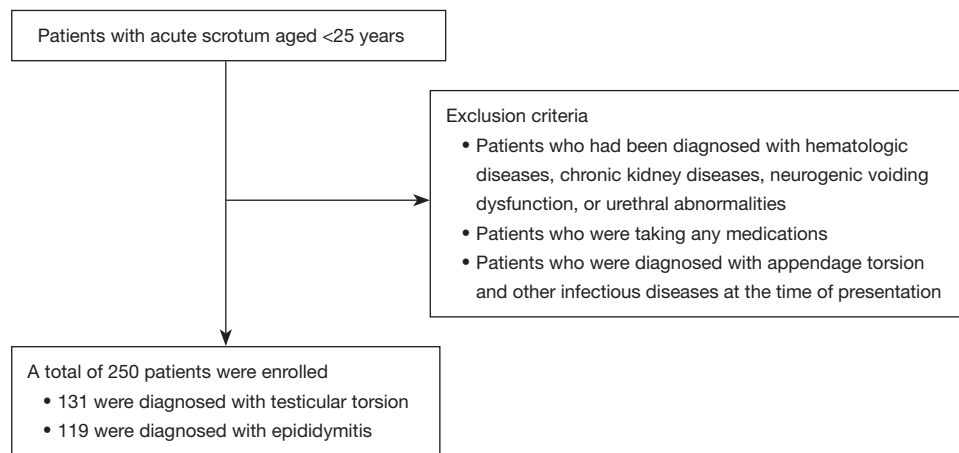 Patients with acute scrotum aged <25 years
Exclusion criteria
• Patients who had been diagnosed with hematologic
diseases, chronic kidney diseases, neurogenic voiding
dysfunction, or urethral abnormalities
• Patients who were taking any medications
• Patients who were diagnosed with appendage torsion
and other infectious diseases at the time of presentation
A total of 250 patients were enrolled
• 131 were diagnosed with testicular torsion
• 119 were diagnosed with epididymitis